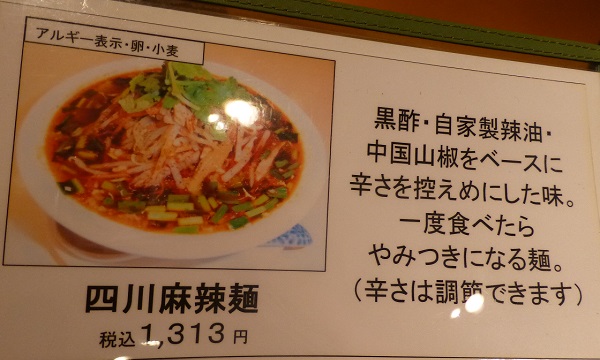 アルギー表示・卵・小麦
四川麻辣麺
税込1,313円
黒酢・自家製辣油・
中国山椒をベースに
辛さを控えめにした味。
一度食べたら
やみつきになる麺。
(辛さは調節できます)